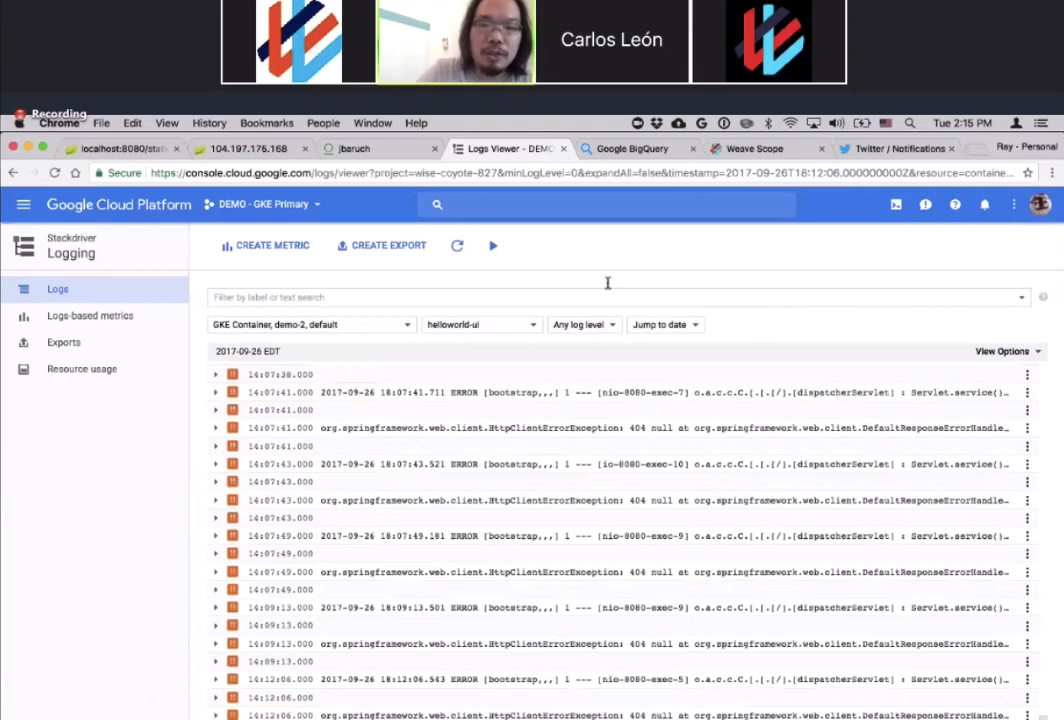 Carlos León
Recording
Chrome File Edit View History Bookmarks People Window Help Tue 2:15 PM
localhost:8080/stati 104.197.176.168 jbaruch Logs Viewer - DEMO - Google BigQuery Weave Scope Twitter / Notifications Ray - Personal
Secure https://console.cloud.google.com/logs/viewer?project=wise-coyote-827&minLogLevel=0&expandAll=false&timestamp=2017-09-26T18:12:06.000000000Z&resource=containe...
Google Cloud Platform DEMO - GKE Primary
Stackdriver
Logging
CREATE METRIC CREATE EXPORT
Logs
Logs-based metrics
Exports
Resource usage
Filter by label or text search
GKE Container, demo-2, default helloworld-ui Any log level Jump to date
2017-09-26 EDT View Options
14:07:38.000
14:07:41.000 2017-09-26 18:07:41.711 ERROR [bootstrap,,,] 1 --- [nio-8080-exec-7] o.a.c.c.C.[.[.[/].[dispatcherServlet] : Servlet.service()…
14:07:41.000
14:07:41.000 org.springframework.web.client.HttpClientErrorException: 404 null at org.springframework.web.client.DefaultResponseErrorHandle…
14:07:41.000
14:07:43.000 2017-09-26 18:07:43.521 ERROR [bootstrap,,,] 1 --- [io-8080-exec-10] o.a.c.c.C.[.[.[/].[dispatcherServlet] : Servlet.service()…
14:07:43.000
14:07:43.000 org.springframework.web.client.HttpClientErrorException: 404 null at org.springframework.web.client.DefaultResponseErrorHandle…
14:07:43.000
14:07:49.000 2017-09-26 18:07:49.181 ERROR [bootstrap,,,] 1 --- [nio-8080-exec-9] o.a.c.c.C.[.[.[/].[dispatcherServlet] : Servlet.service()…
14:07:49.000
14:07:49.000 org.springframework.web.client.HttpClientErrorException: 404 null at org.springframework.web.client.DefaultResponseErrorHandle…
14:07:49.000
14:09:13.000 2017-09-26 18:09:13.501 ERROR [bootstrap,,,] 1 --- [nio-8080-exec-9] o.a.c.c.C.[.[.[/].[dispatcherServlet] : Servlet.service()…
14:09:13.000
14:09:13.000 org.springframework.web.client.HttpClientErrorException: 404 null at org.springframework.web.client.DefaultResponseErrorHandle…
14:09:13.000
14:12:06.000 2017-09-26 18:12:06.543 ERROR [bootstrap,,,] 1 --- [nio-8080-exec-5] o.a.c.c.C.[.[.[/].[dispatcherServlet] : Servlet.service()…
14:12:06.000
14:12:06.000 org.springframework.web.client.HttpClientErrorException: 404 null at org.springframework.web.client.DefaultResponseErrorHandle…